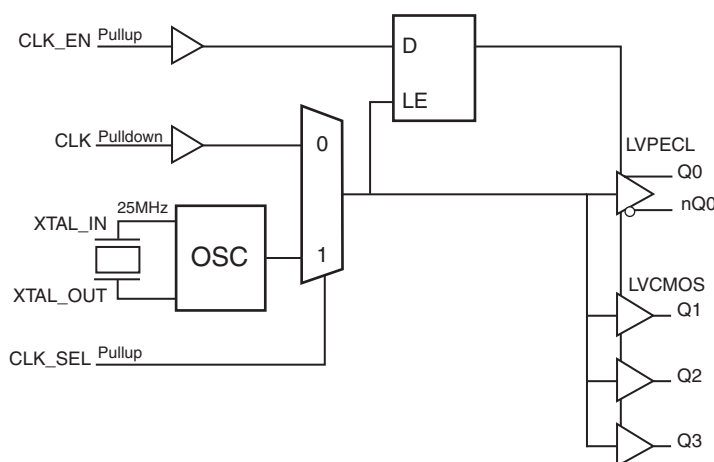 CLK_EN Pullup
D
LE
CLK Pulldown
0
LVPECL
Q0
nQ0
25MHz
XTAL_IN
OSC
1
XTAL_OUT
LVCMOS
Q1
CLK_SEL Pullup
Q2
Q3